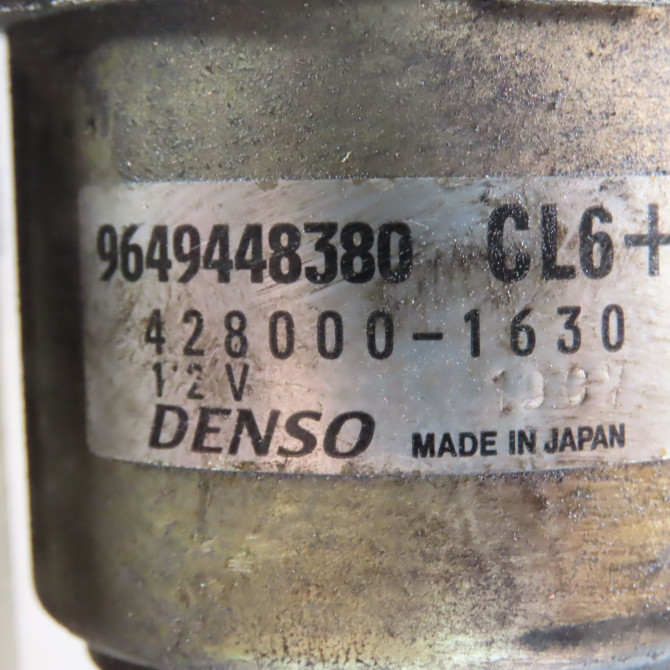 9649448380 CL6+
428000-1630
12V
DENSO MADE IN JAPAN